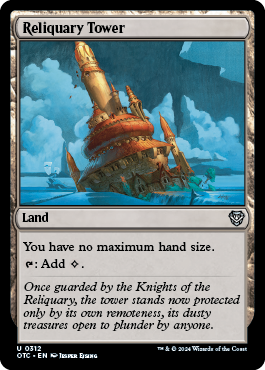 Reliquary Tower
Land
You have no maximum hand size.
: Add .
Once guarded by the Knights of the
Reliquary, the tower stands now protected
only by its own remoteness, its dusty
treasures open to plunder by anyone.
U 0312
OTC • EN Jesper Ejsing
™ & © 2024 Wizards of the Coast